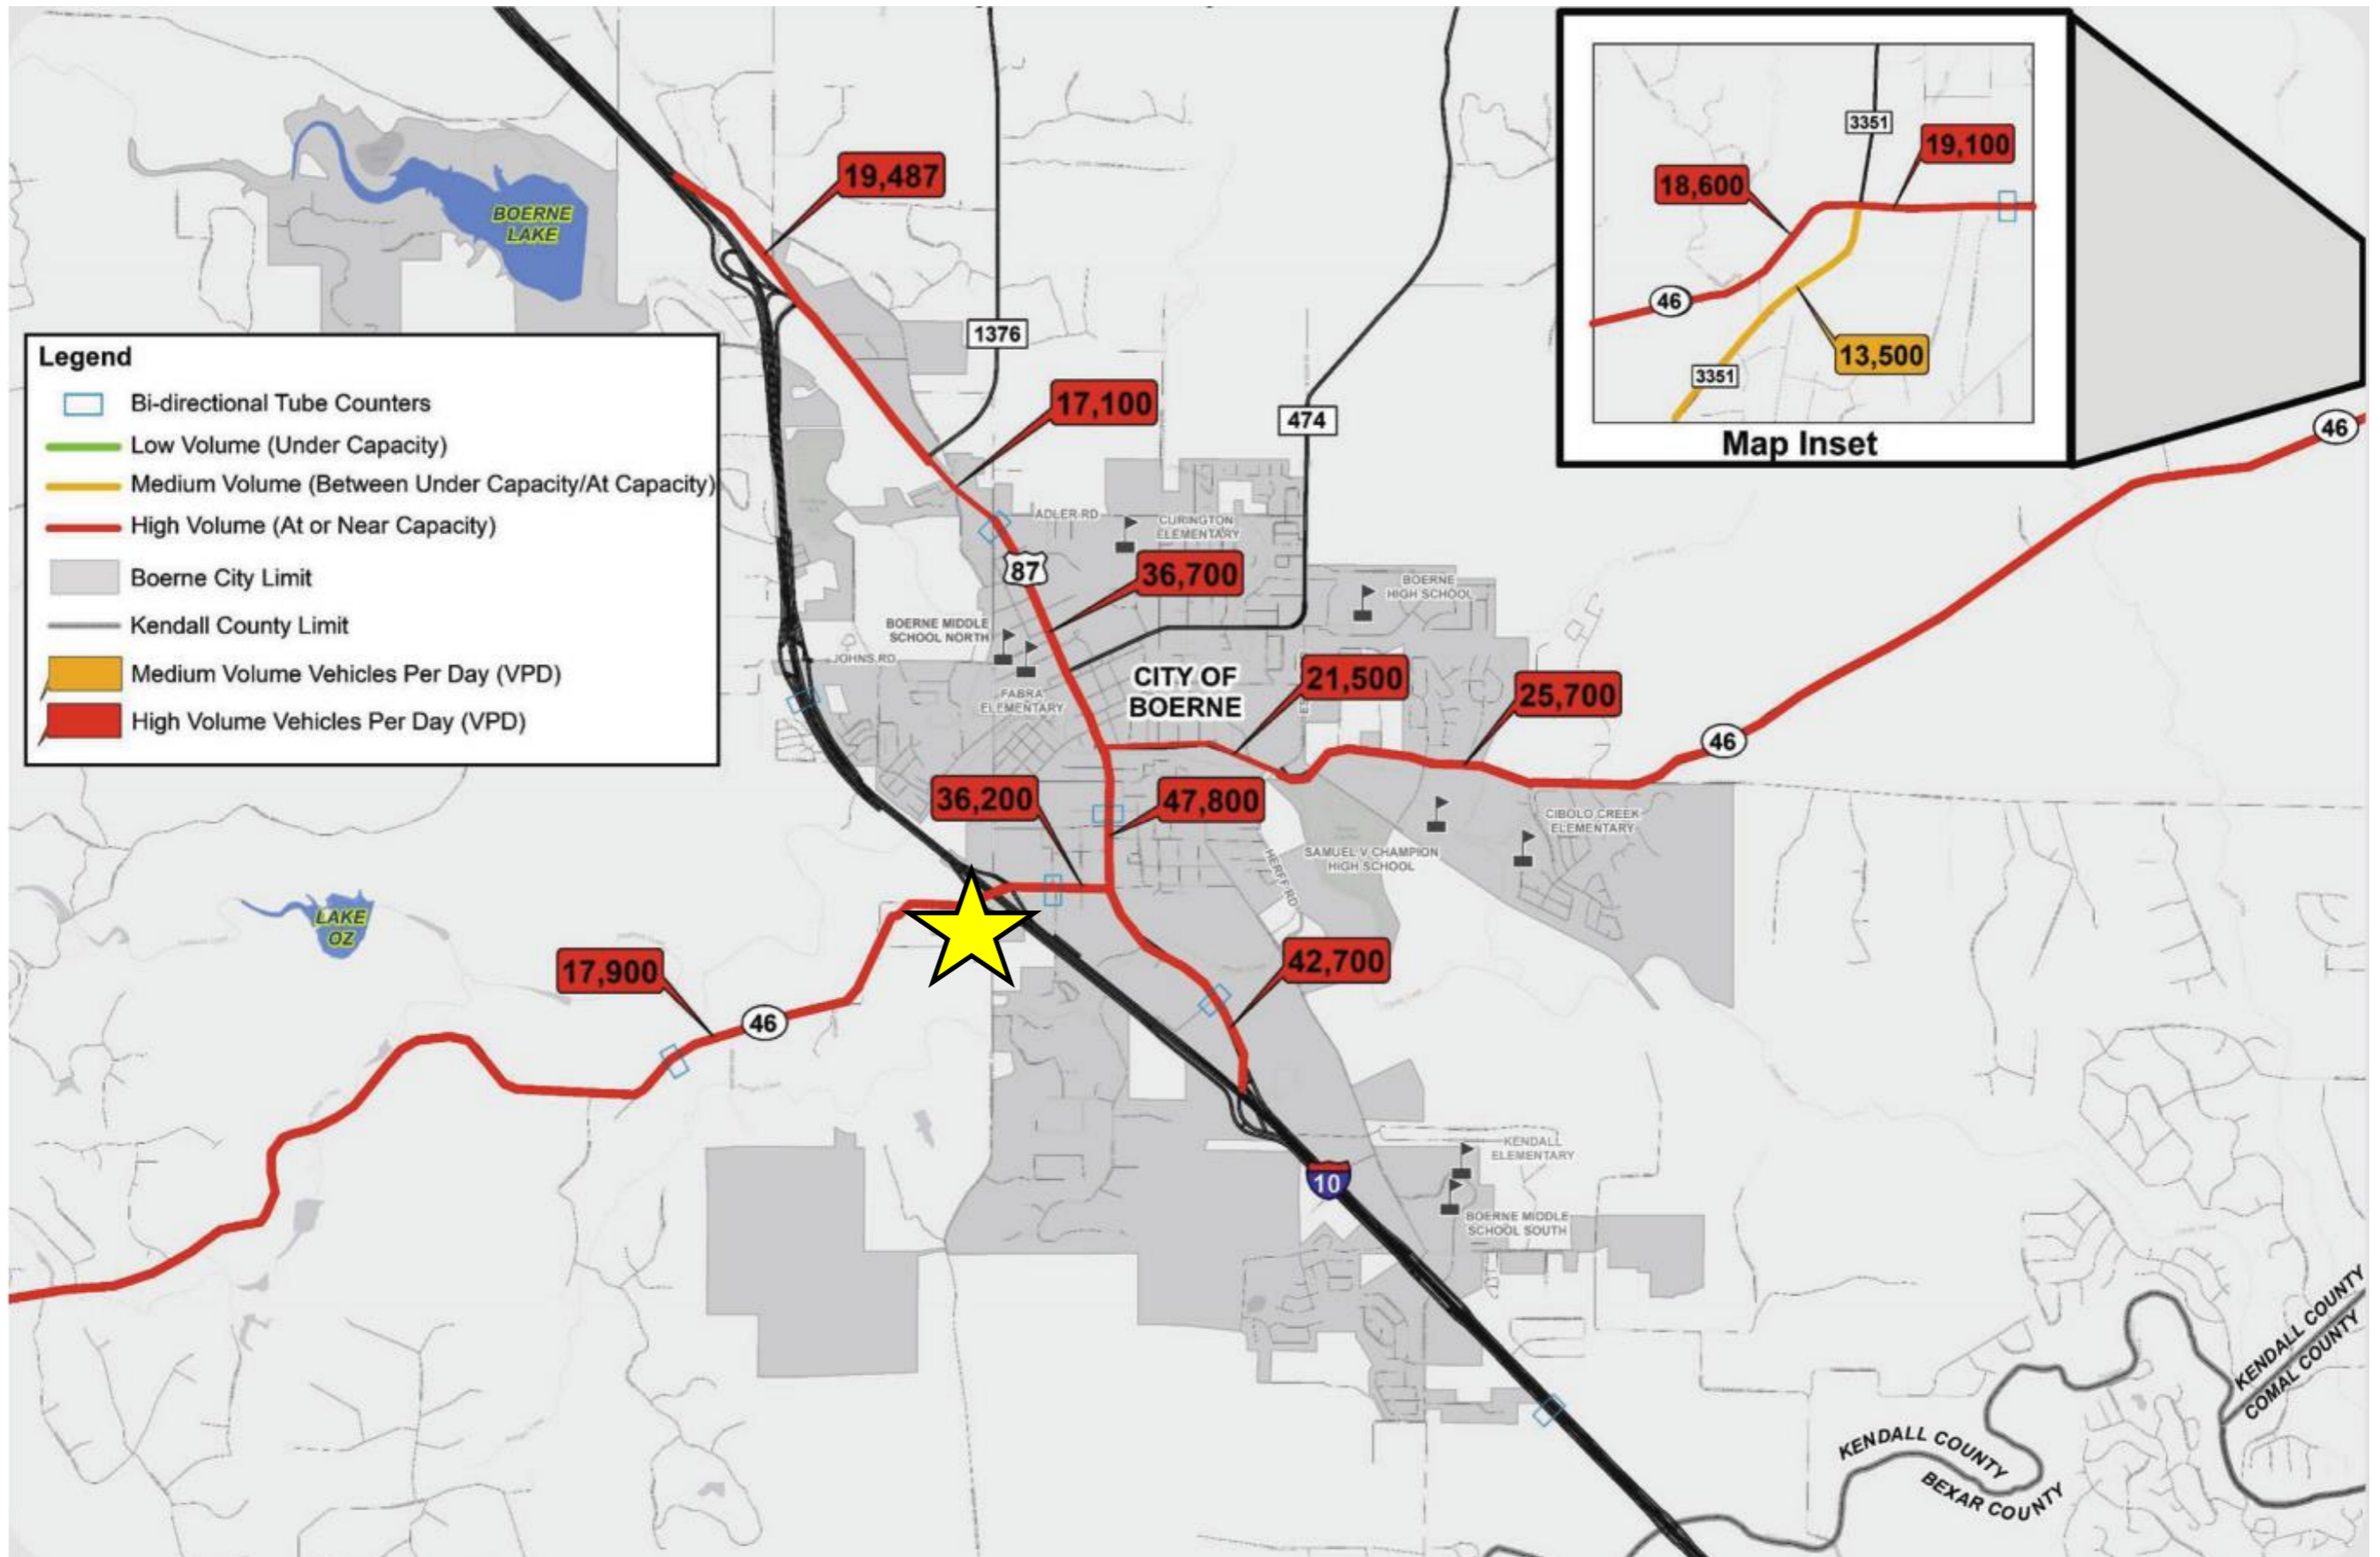 19,487
BOERNE
LAKE
1376
17,100
474
3351
19,100
18,600
46
13,500
3351
Map Inset
46
Legend
Bi-directional Tube Counters
Low Volume (Under Capacity)
Medium Volume (Between Under Capacity/At Capacity)
High Volume (At or Near Capacity)
Boerne City Limit
Kendall County Limit
Medium Volume Vehicles Per Day (VPD)
High Volume Vehicles Per Day (VPD)
ADLER RD
CURINGTON
ELEMENTARY
87
36,700
BOERNE
HIGH SCHOOL
BOERNE MIDDLE
SCHOOL NORTH
JOHNS RD
FABRA
ELEMENTARY
CITY OF
BOERNE
21,500
25,700
46
36,200
47,800
CIBOLO CREEK
ELEMENTARY
SAMUEL V CHAMPION
HIGH SCHOOL
HERFF RD
LAKE
OZ
17,900
46
42,700
KENDALL
ELEMENTARY
10
BOERNE MIDDLE
SCHOOL SOUTH
KENDALL COUNTY
COMAL COUNTY
KENDALL COUNTY
BEXAR COUNTY